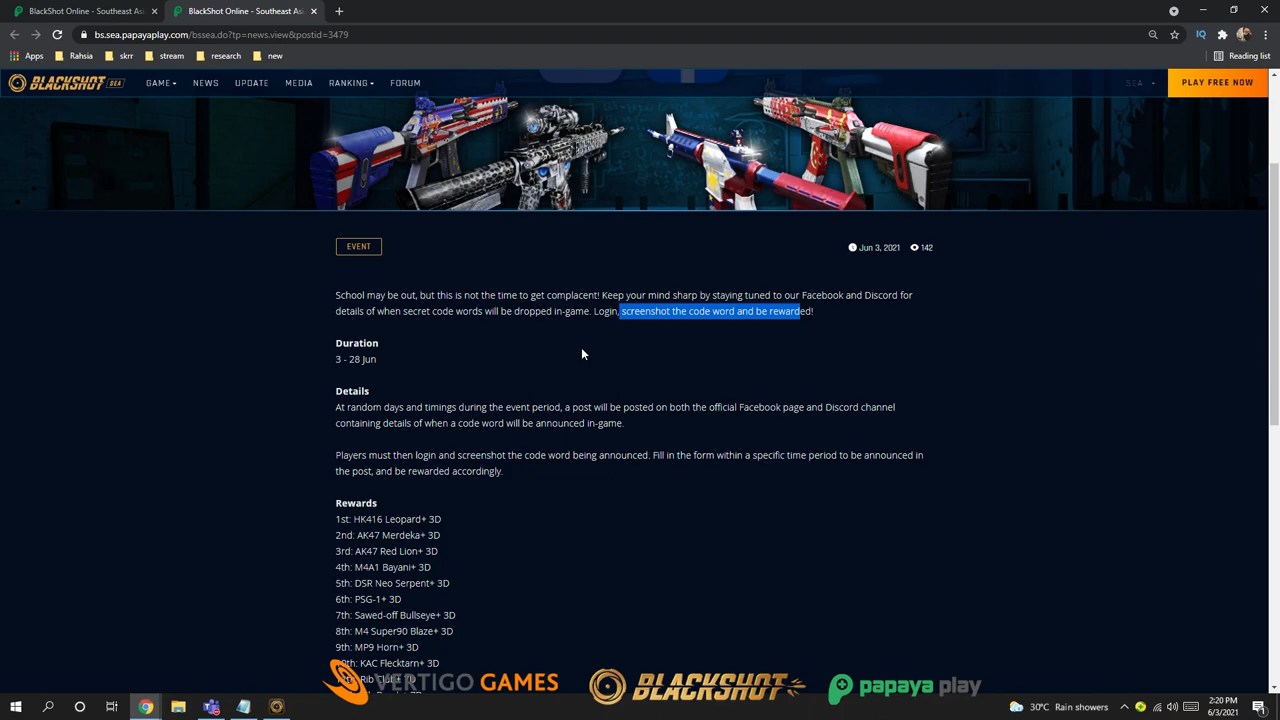 BlackShot Online - Southeast As
BlackShot Online - Southeast As
bs.sea.papayaplay.com/bssea.do?tp=news.view&postid=3479
Apps Rahsia skrr stream research new Reading list
BLACKSHOT SEA GAME NEWS UPDATE MEDIA RANKING FORUM SEA PLAY FREE NOW
EVENT Jun 3, 2021 142
School may be out, but this is not the time to get complacent! Keep your mind sharp by staying tuned to our Facebook and Discord for
details of when secret code words will be dropped in-game. Login, screenshot the code word and be rewarded!
Duration
3 - 28 Jun
Details
At random days and timings during the event period, a post will be posted on both the official Facebook page and Discord channel
containing details of when a code word will be announced in-game.
Players must then login and screenshot the code word being announced. Fill in the form within a specific time period to be announced in
the post, and be rewarded accordingly.
Rewards
1st: HK416 Leopard+ 3D
2nd: AK47 Merdeka+ 3D
3rd: AK47 Red Lion+ 3D
4th: M4A1 Bayani+ 3D
5th: DSR Neo Serpent+ 3D
6th: PSG-1+ 3D
7th: Sawed-off Bullseye+ 3D
8th: M4 Super90 Blaze+ 3D
9th: MP9 Horn+ 3D
KAC Flecktarn+ 3D
VERTIGO GAMES BLACKSHOT papaya play
30°C Rain showers 2:20 PM
6/3/2021